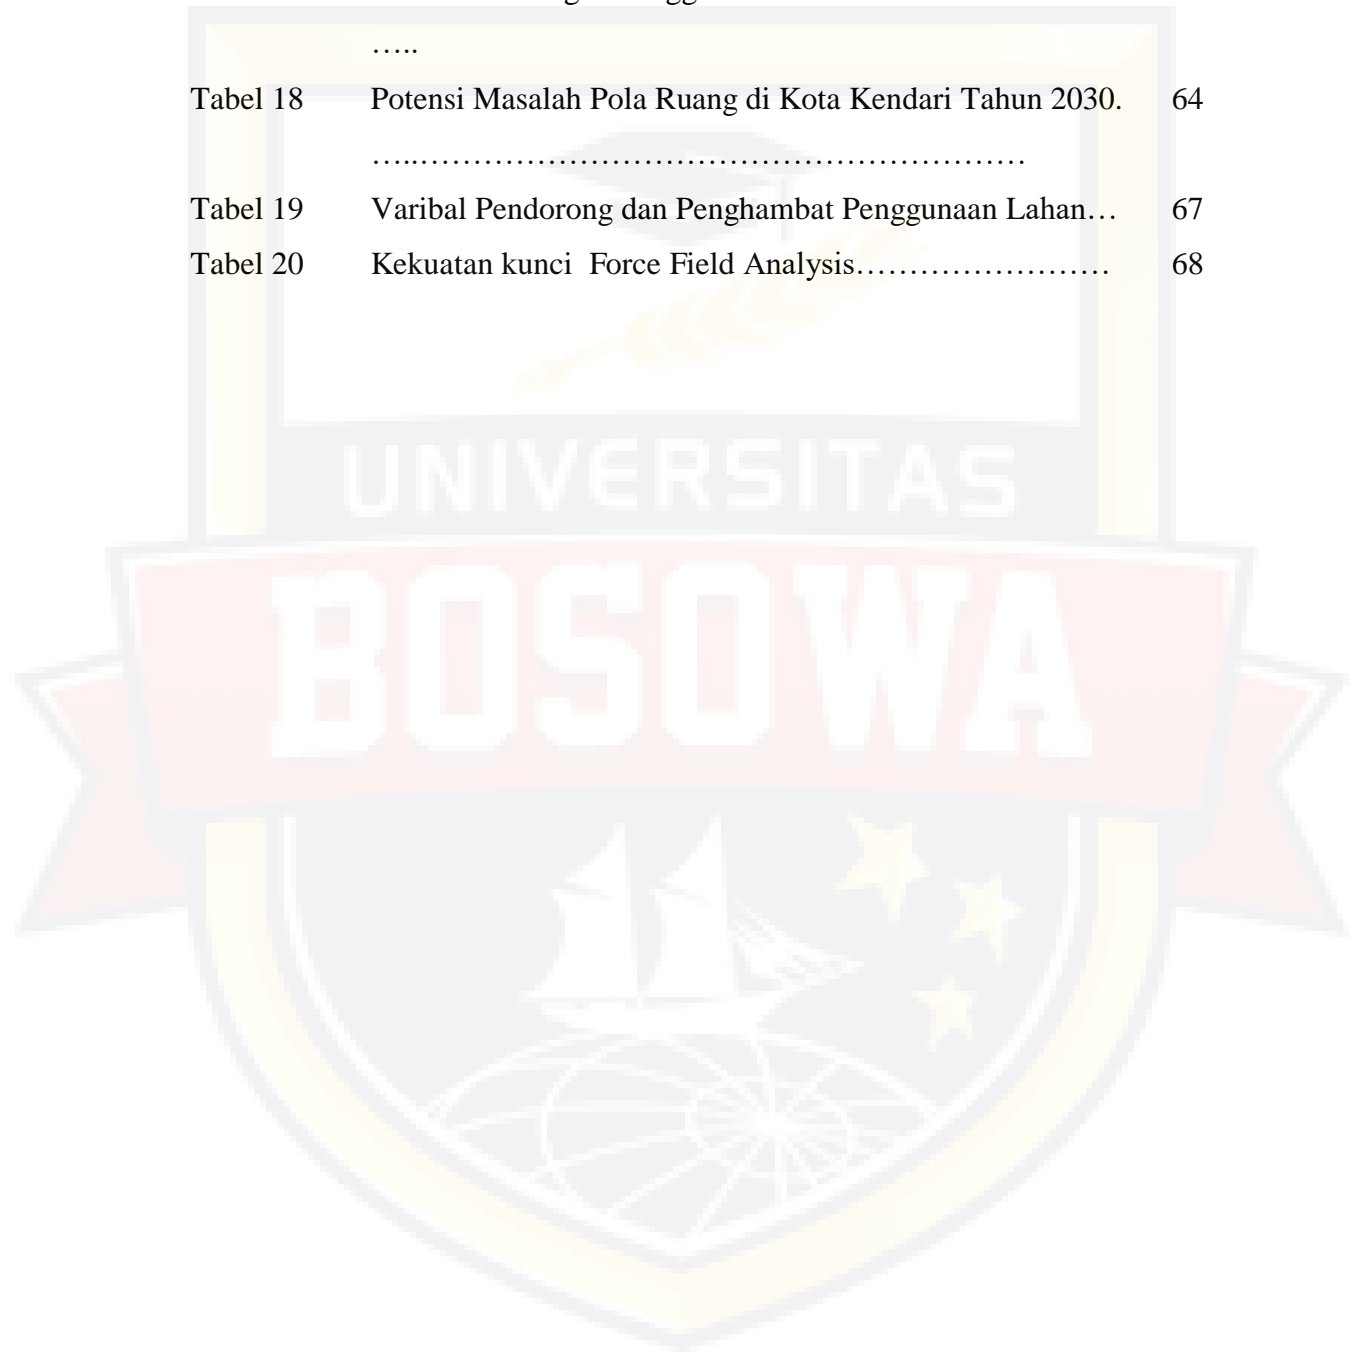 …..
Tabel 18 Potensi Masalah Pola Ruang di Kota Kendari Tahun 2030. 64
…..…………………………………………………
Tabel 19 Varibal Pendorong dan Penghambat Penggunaan Lahan… 67
Tabel 20 Kekuatan kunci  Force Field Analysis…………………… 68
UNIVERSITAS
BOSOWA